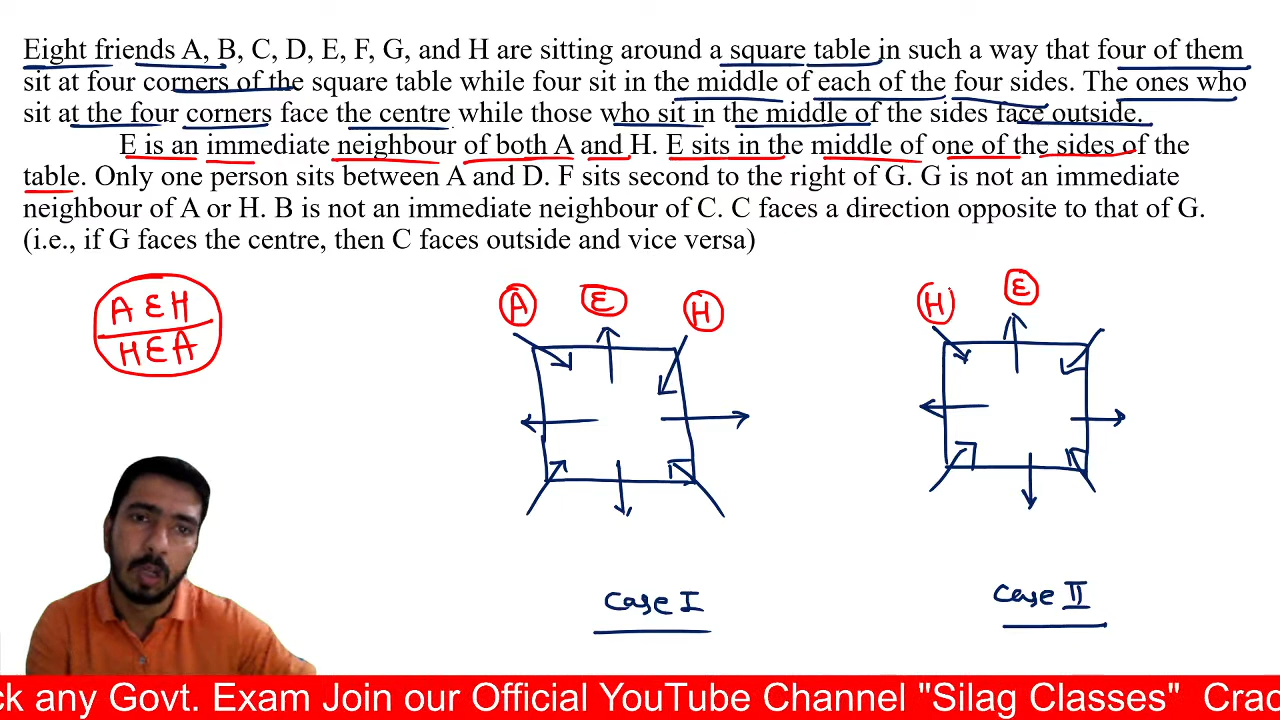 Eight friends A, B, C, D, E, F, G, and H are sitting around a square table in such a way that four of them
sit at four corners of the square table while four sit in the middle of each of the four sides. The ones who
sit at the four corners face the centre while those who sit in the middle of the sides face outside.
E is an immediate neighbour of both A and H. E sits in the middle of one of the sides of the
table. Only one person sits between A and D. F sits second to the right of G. G is not an immediate
neighbour of A or H. B is not an immediate neighbour of C. C faces a direction opposite to that of G.
(i.e., if G faces the centre, then C faces outside and vice versa)
A E H
H E A
A E H
H E
Case I
Case II
ck any Govt. Exam Join our Official YouTube Channel "Silag Classes" Crac